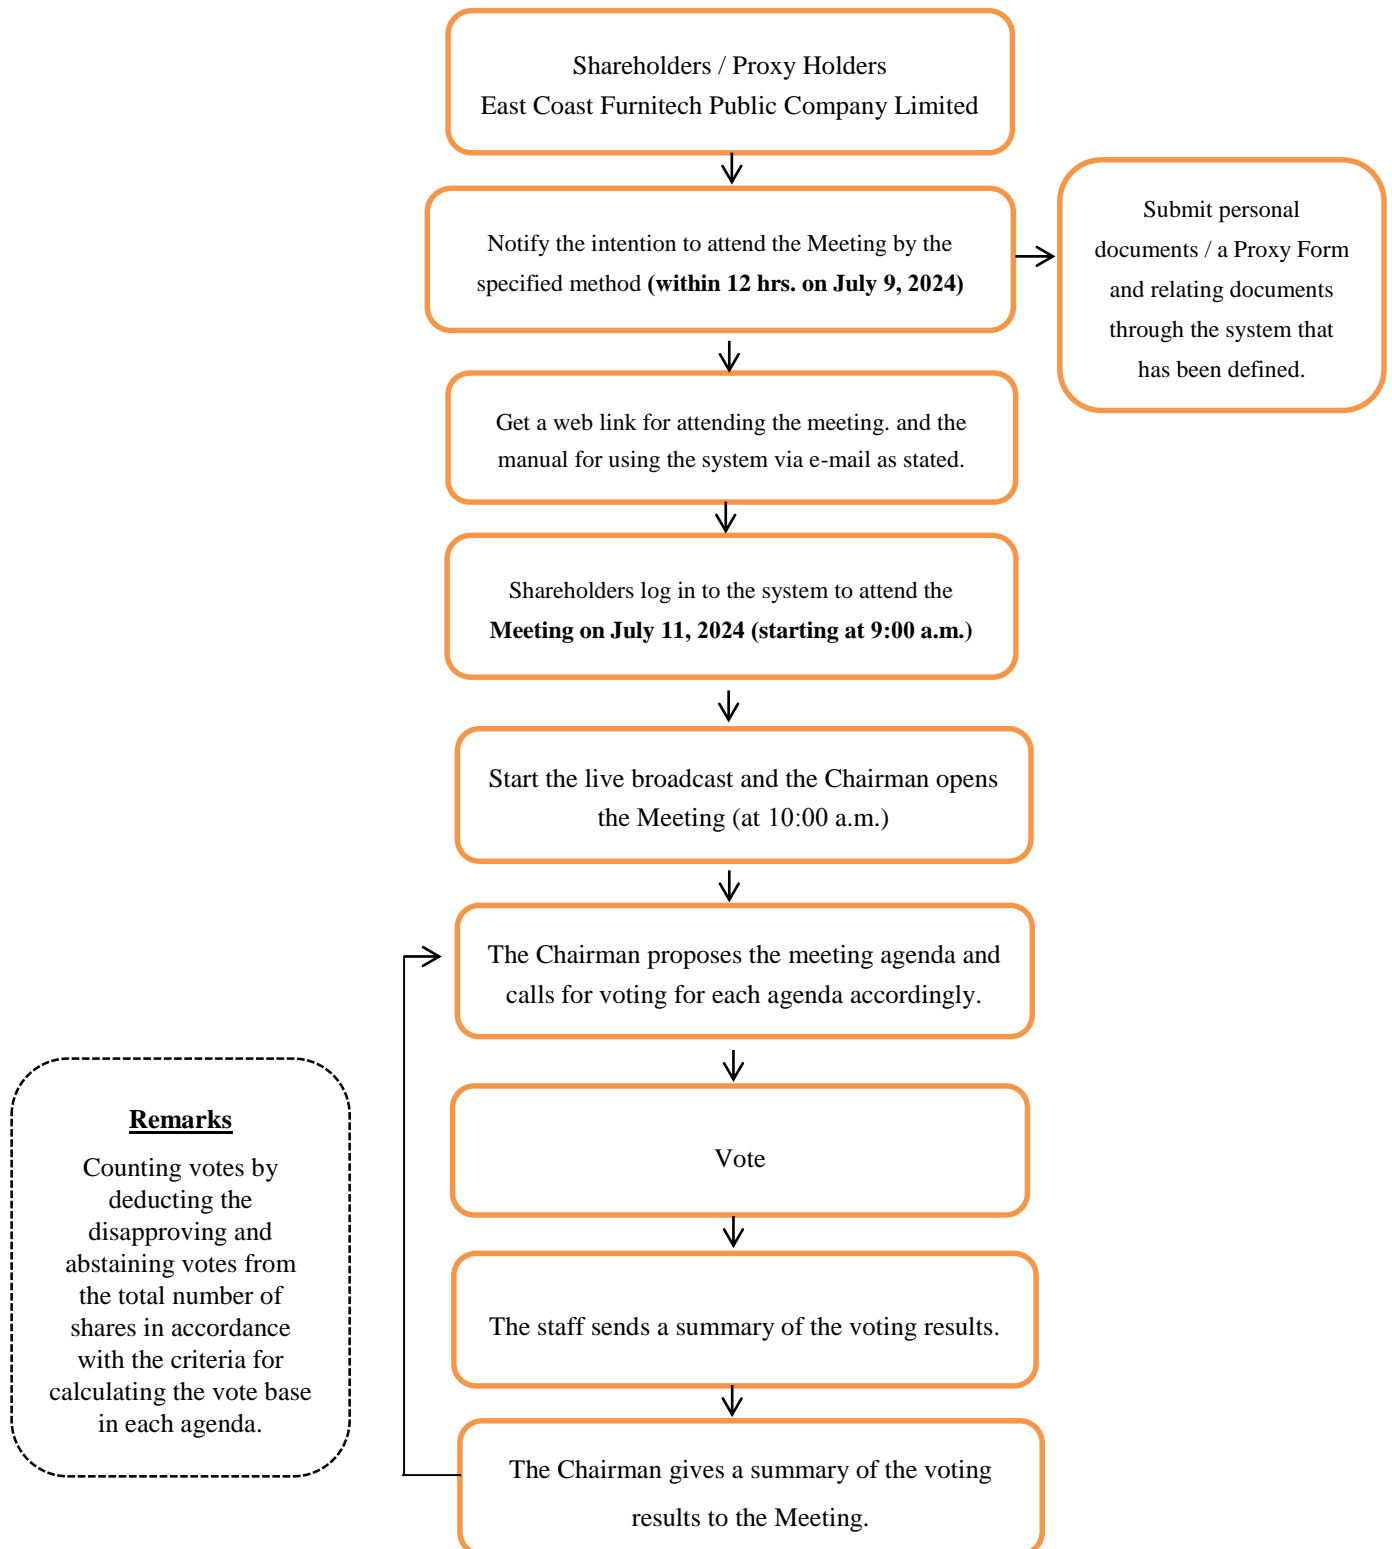 Shareholders / Proxy Holders
East Coast Furnitech Public Company Limited
Notify the intention to attend the Meeting by the
specified method (within 12 hrs. on July 9, 2024)
Submit personal
documents / a Proxy Form
and relating documents
through the system that
has been defined.
Get a web link for attending the meeting. and the
manual for using the system via e-mail as stated.
Shareholders log in to the system to attend the
Meeting on July 11, 2024 (starting at 9:00 a.m.)
Start the live broadcast and the Chairman opens
the Meeting (at 10:00 a.m.)
The Chairman proposes the meeting agenda and
calls for voting for each agenda accordingly.
Remarks
Counting votes by
deducting the
disapproving and
abstaining votes from
the total number of
shares in accordance
with the criteria for
calculating the vote base
in each agenda.
Vote
The staff sends a summary of the voting results.
The Chairman gives a summary of the voting
results to the Meeting.